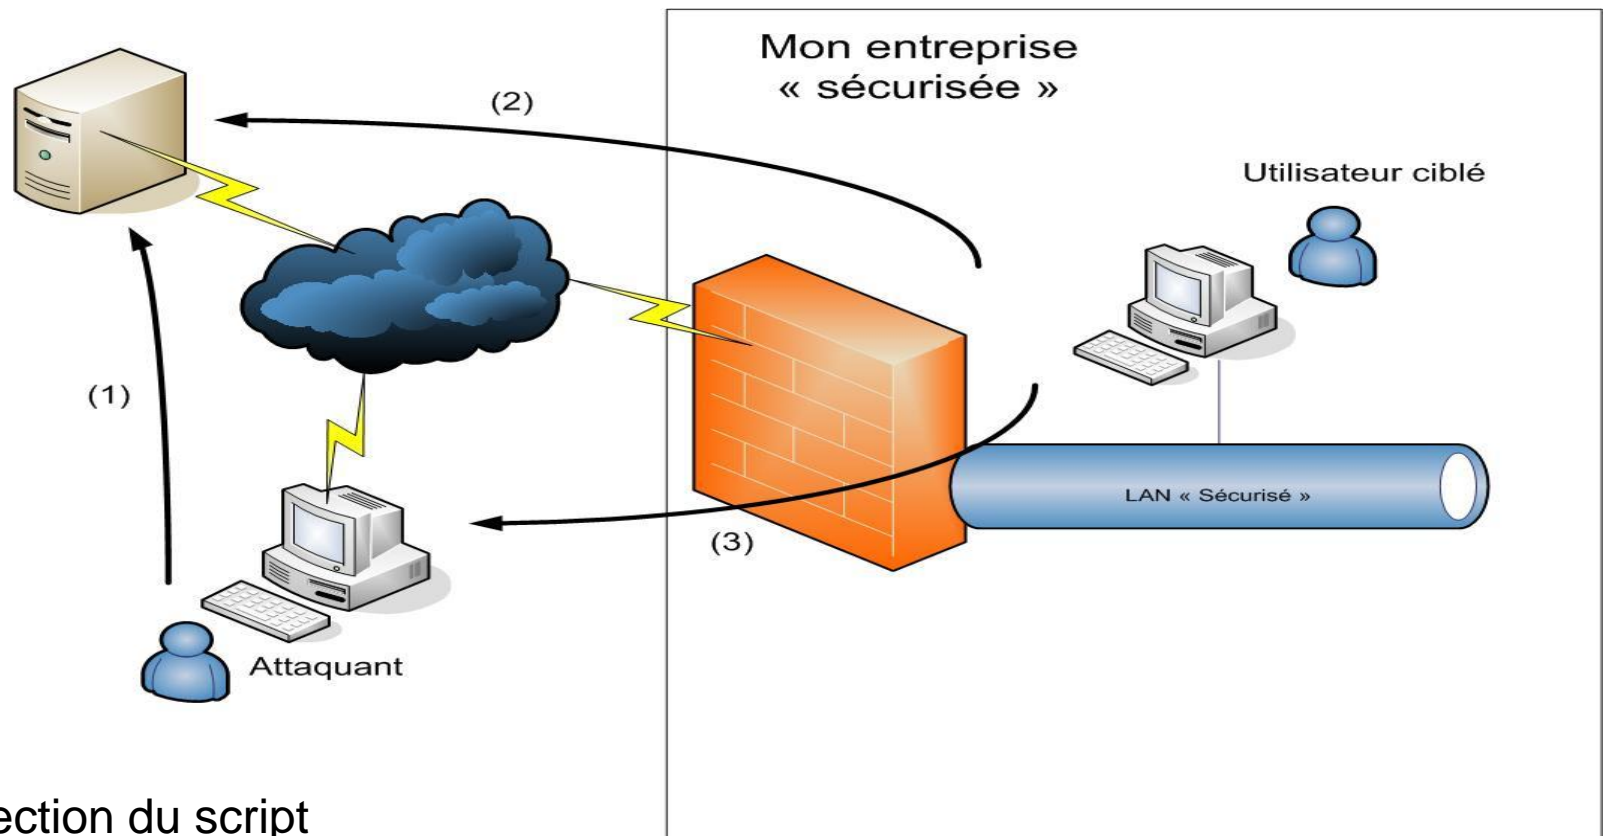 Mon entreprise
« sécurisée »
(2)
Utilisateur ciblé
(1)
LAN « Sécurisé »
(3)
Attaquant
ection du script